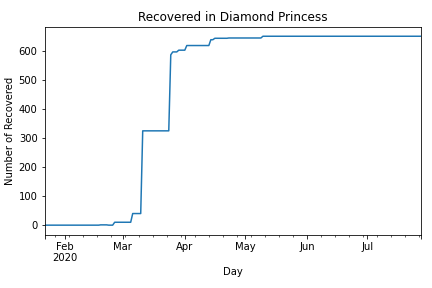 Recovered in Diamond Princess
Number of Recovered
600
500
400
300
200
100
0
Feb Mar Apr May Jun Jul
2020
Day